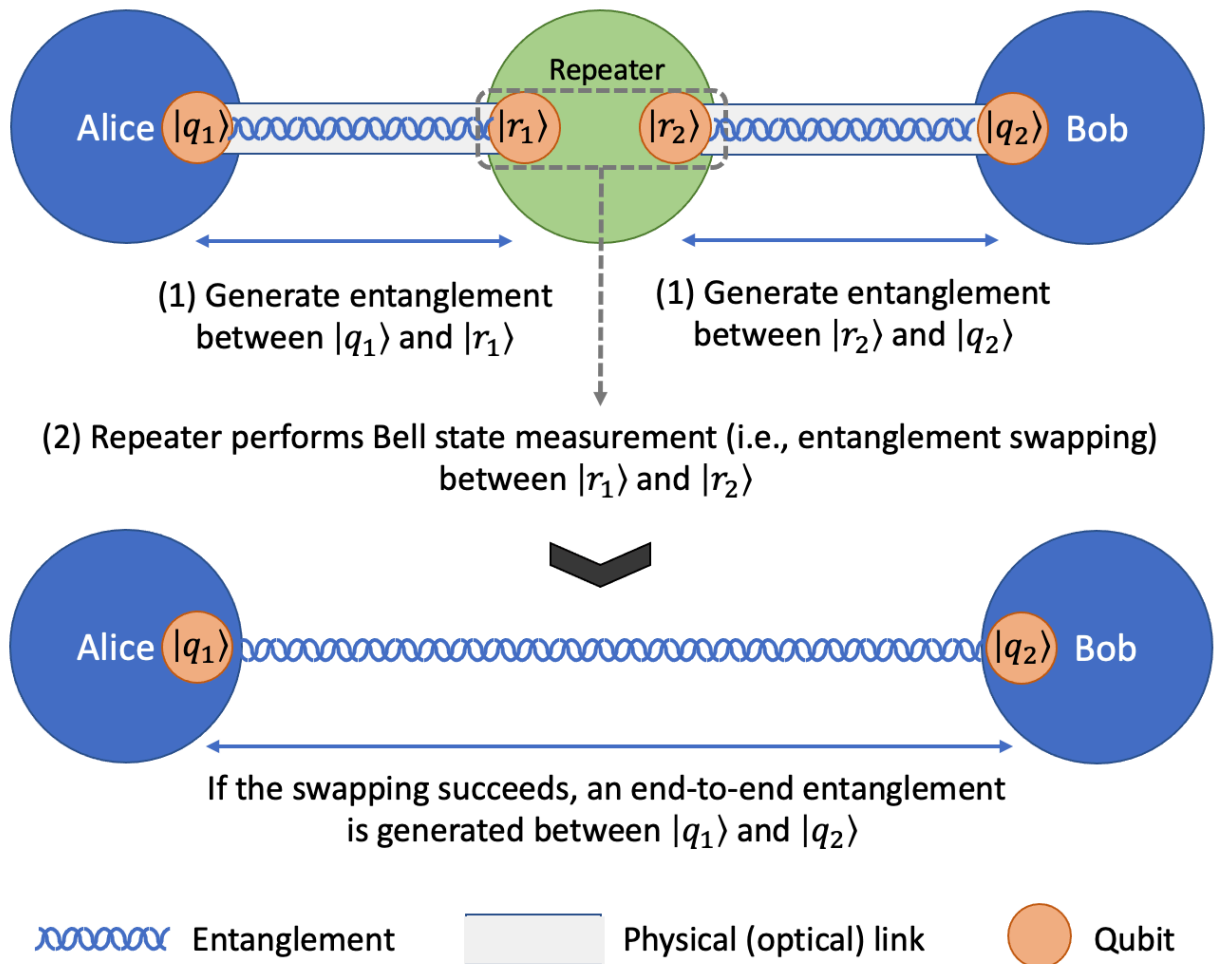 Repeater
Alice |q₁⟩ |r₁⟩ |r₂⟩ |q₂⟩ Bob
(1) Generate entanglement
between |q₁⟩ and |r₁⟩
(1) Generate entanglement
between |r₂⟩ and |q₂⟩
(2) Repeater performs Bell state measurement (i.e., entanglement swapping)
between |r₁⟩ and |r₂⟩
Alice |q₁⟩ |q₂⟩ Bob
If the swapping succeeds, an end-to-end entanglement
is generated between |q₁⟩ and |q₂⟩
Entanglement Physical (optical) link Qubit